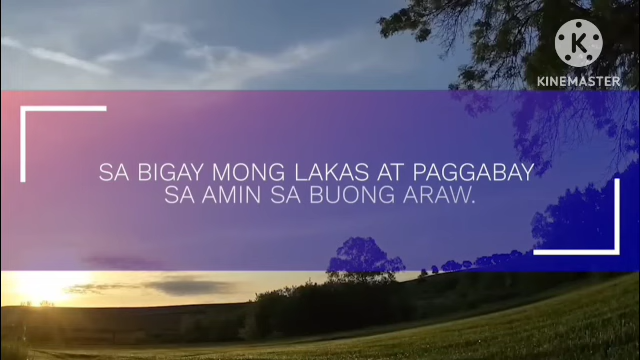 KINEMASTER
SA BIGAY MONG LAKAS AT PAGGABAY
SA AMIN SA BUONG ARAW.